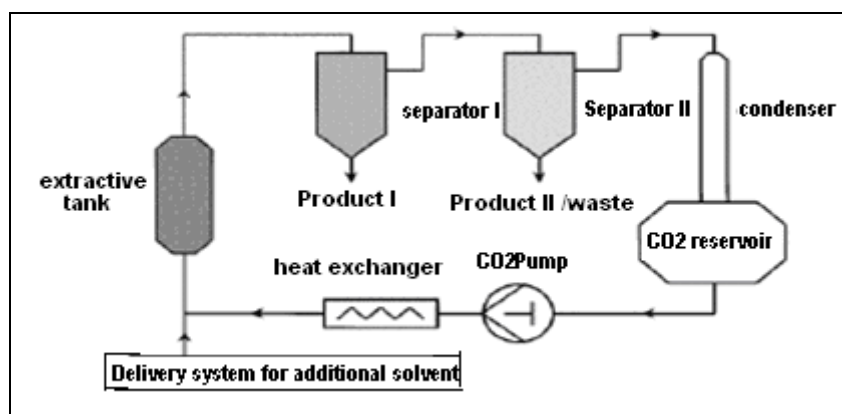 separator I
Separator II
condenser
extractive
tank
Product I
Product II /waste
CO2 reservoir
heat exchanger
CO2Pump
Delivery system for additional solvent